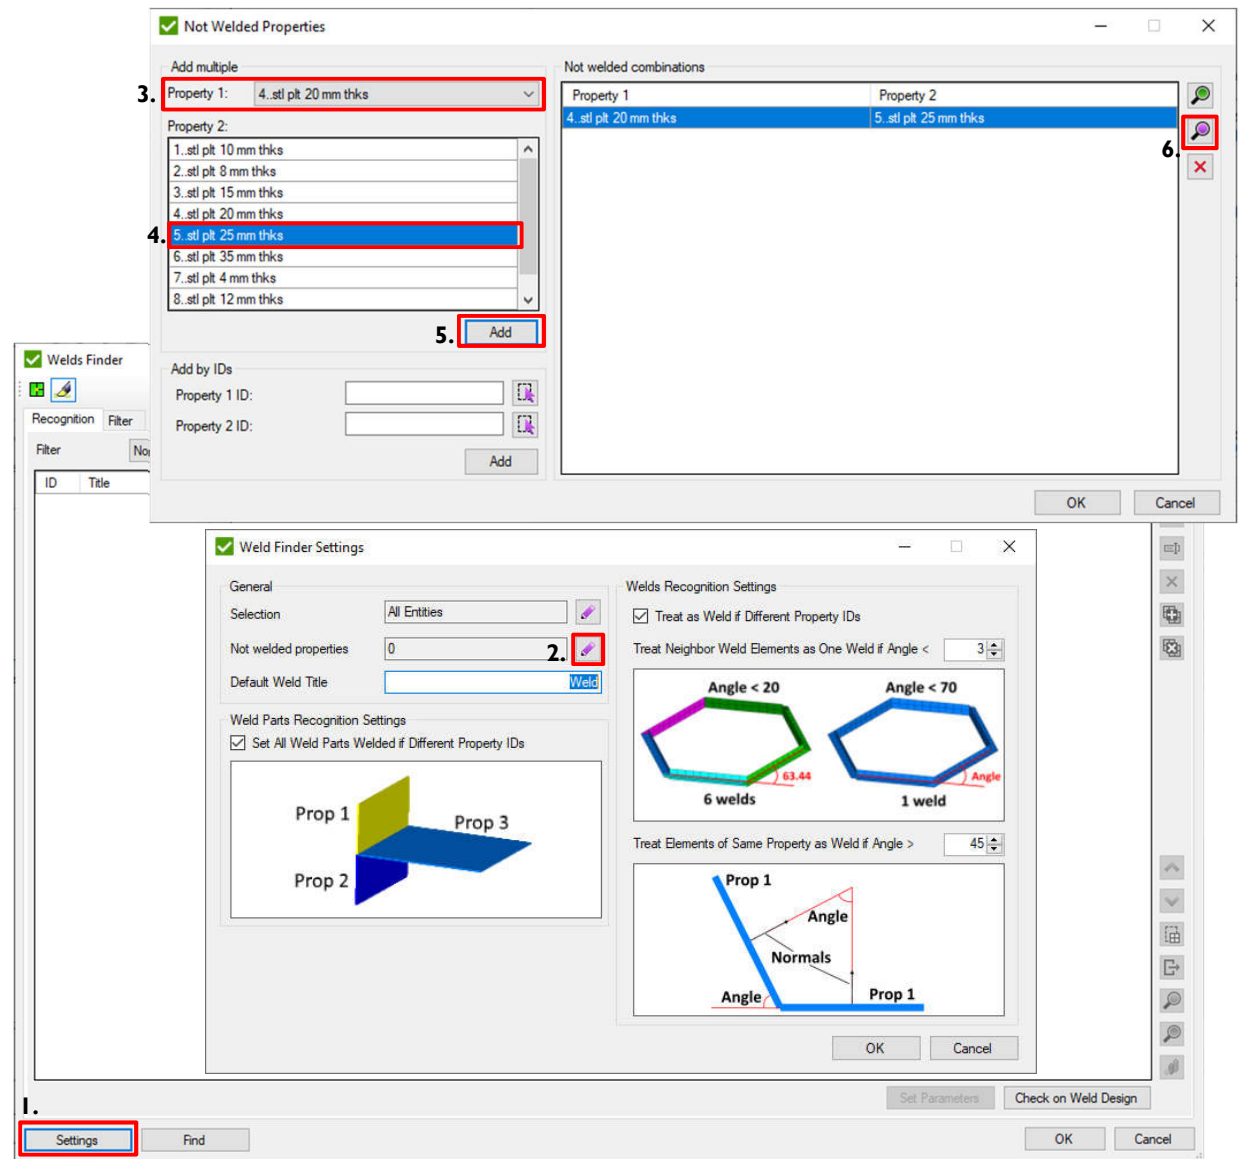 Not Welded Properties
Add multiple
3. Property 1: 4..stl plt 20 mm thks
Property 2:
1..stl plt 10 mm thks
2..stl plt 8 mm thks
3..stl plt 15 mm thks
4..stl plt 20 mm thks
4. 5..stl plt 25 mm thks
6..stl plt 35 mm thks
7..stl plt 4 mm thks
8..stl plt 12 mm thks
5. Add
Add by IDs
Property 1 ID:
Property 2 ID:
Add
Not welded combinations
Property 1 Property 2
4..stl plt 20 mm thks 5..stl plt 25 mm thks
6.
OK Cancel
Welds Finder
Recognition Filter
Filter
ID Title
Weld Finder Settings
General
Selection All Entities
Not welded properties 0 2.
Default Weld Title Weld
Weld Parts Recognition Settings
Set All Weld Parts Welded if Different Property IDs
Prop 1
Prop 3
Prop 2
Welds Recognition Settings
Treat as Weld if Different Property IDs
Treat Neighbor Weld Elements as One Weld if Angle < 3
Angle < 20 Angle < 70
63.44 Angle
6 welds 1 weld
Treat Elements of Same Property as Weld if Angle > 45
Prop 1
Angle
Normals
Angle Prop 1
OK Cancel
Set Parameters Check on Weld Design
1.
Settings Find OK Cancel